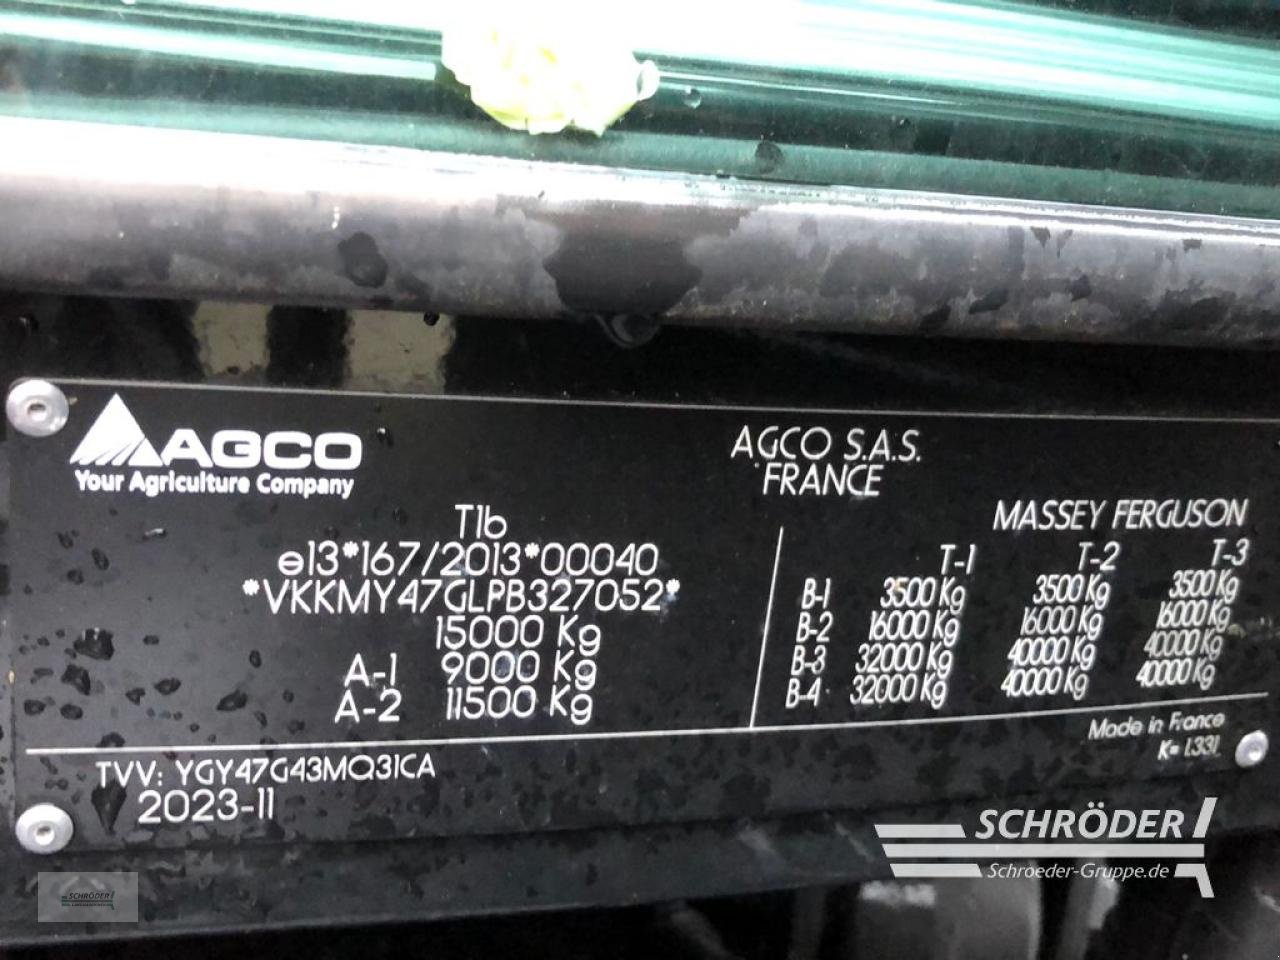 AGCO
Your Agriculture Company
AGCO S.A.S.
FRANCE
T1b
e13*167/2013*00040
*VKKMY47GLPB327052*
15000 Kg
A-1 9000 Kg
A-2 11500 Kg
MASSEY FERGUSON
T-1 T-2 T-3
B-1 3500 Kg 3500 Kg 3500 Kg
B-2 16000 Kg 16000 Kg 16000 Kg
B-3 32000 Kg 40000 Kg 40000 Kg
B-4 32000 Kg 40000 Kg 40000 Kg
Made in France
K= 1.331
TVV: YGY47G43MQ31CA
2023-11
SCHRÖDER
Schroeder-Gruppe.de
SCHRÖDER